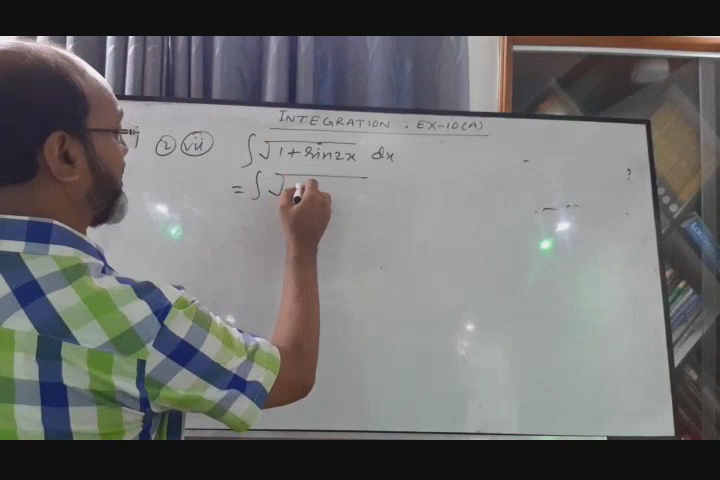 INTEGRATION . EX-10(A)
② ⓥⓘⓘ ∫√1+sin2x dx
= ∫√